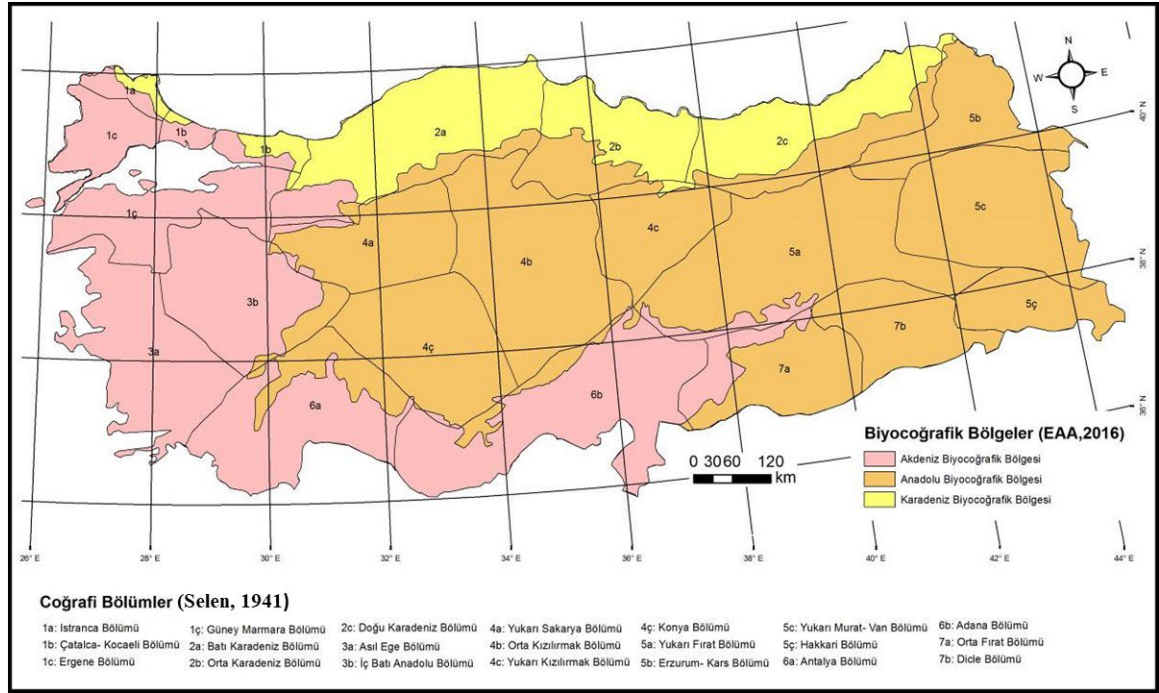 N
W E
S
1a
1c
1b
1b
2a
2b
2c
5b
1ç
4a
4b
4c
5a
5c
3b
3a
4ç
6a
6b
7a
7b
5ç
40° N
38° N
36° N
Biyocoğrafik Bölgeler (EAA,2016)
Akdeniz Biyocoğrafik Bölgesi
Anadolu Biyocoğrafik Bölgesi
Karadeniz Biyocoğrafik Bölgesi
0 30 60 120
km
26° E 28° E 30° E 32° E 34° E 36° E 38° E 40° E 42° E 44° E
Coğrafi Bölümler (Selen, 1941)
1a: Istranca Bölümü 1ç: Güney Marmara Bölümü 2c: Doğu Karadeniz Bölümü 4a: Yukarı Sakarya Bölümü 4ç: Konya Bölümü 5c: Yukarı Murat- Van Bölümü 6b: Adana Bölümü
1b: Çatalca- Kocaeli Bölümü 2a: Batı Karadeniz Bölümü 3a: Asıl Ege Bölümü 4b: Orta Kızılırmak Bölümü 5a: Yukarı Fırat Bölümü 5ç: Hakkari Bölümü 7a: Orta Fırat Bölümü
1c: Ergene Bölümü 2b: Orta Karadeniz Bölümü 3b: İç Batı Anadolu Bölümü 4c: Yukarı Kızılırmak Bölümü 5b: Erzurum- Kars Bölümü 6a: Antalya Bölümü 7b: Dicle Bölümü